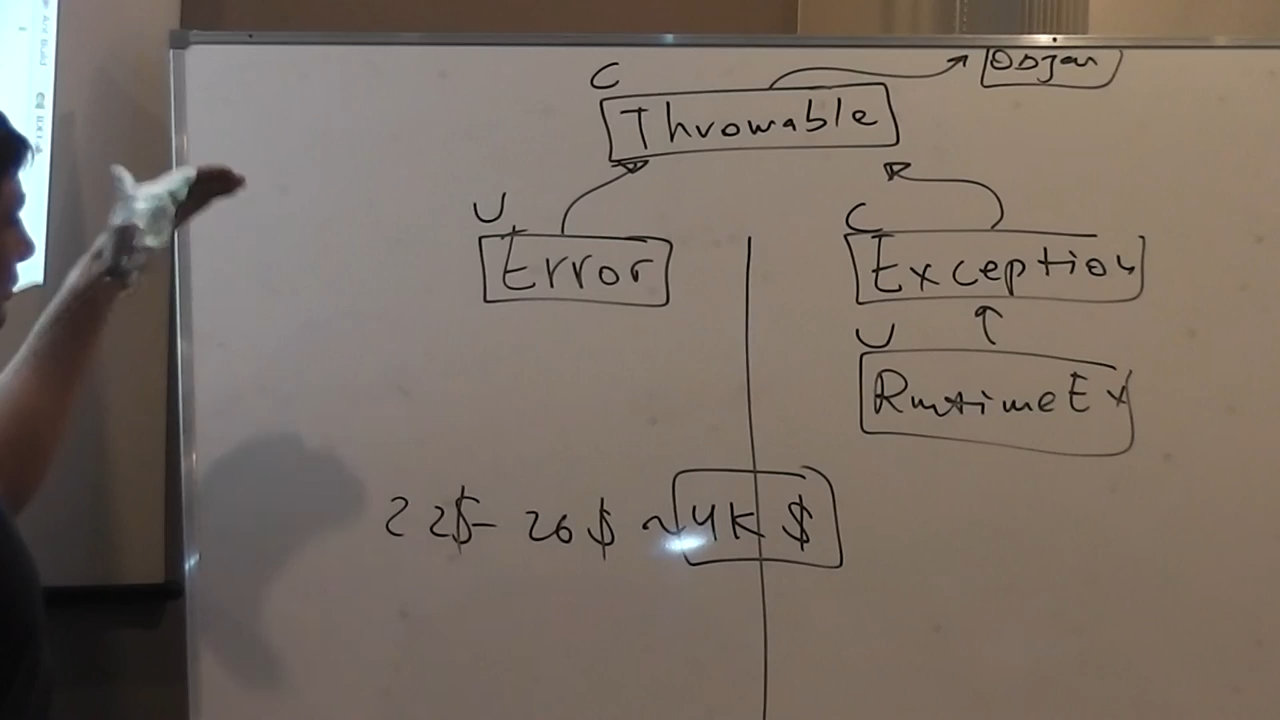 C
Throwable
U
Error
C
Exception
U
RuntimeEx
22$- 26$ ~4K $